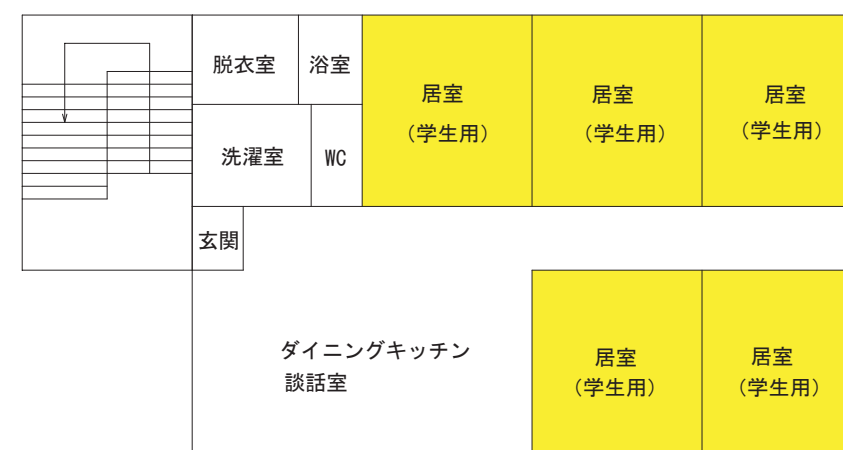 脱衣室
浴室
居室
（学生用）
居室
（学生用）
居室
（学生用）
洗濯室
WC
玄関
ダイニングキッチン
談話室
居室
（学生用）
居室
（学生用）